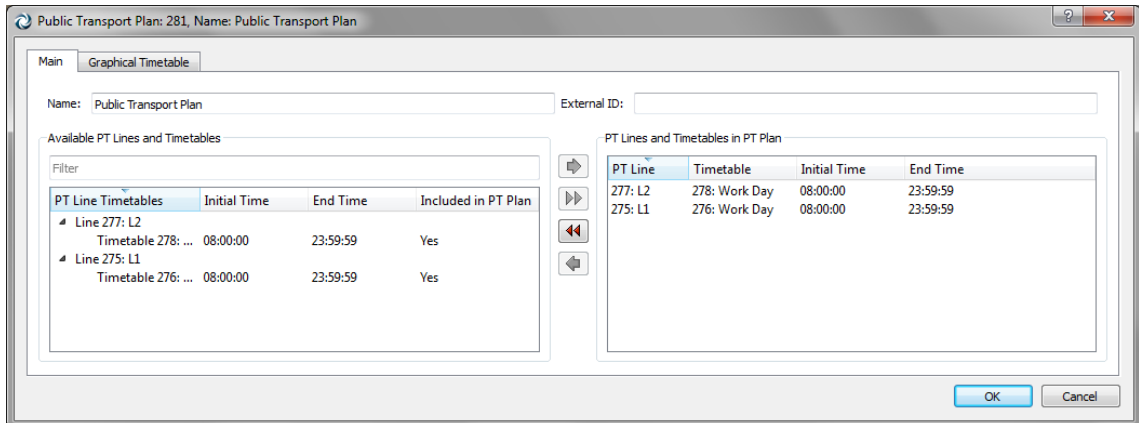 Public Transport Plan: 281, Name: Public Transport Plan
Main Graphical Timetable
Name: Public Transport Plan External ID:
Available PT Lines and Timetables
Filter
PT Line Timetables Initial Time End Time Included in PT Plan
Line 277: L2
Timetable 278: ... 08:00:00 23:59:59 Yes
Line 275: L1
Timetable 276: ... 08:00:00 23:59:59 Yes
PT Lines and Timetables in PT Plan
PT Line Timetable Initial Time End Time
277: L2 278: Work Day 08:00:00 23:59:59
275: L1 276: Work Day 08:00:00 23:59:59
OK Cancel